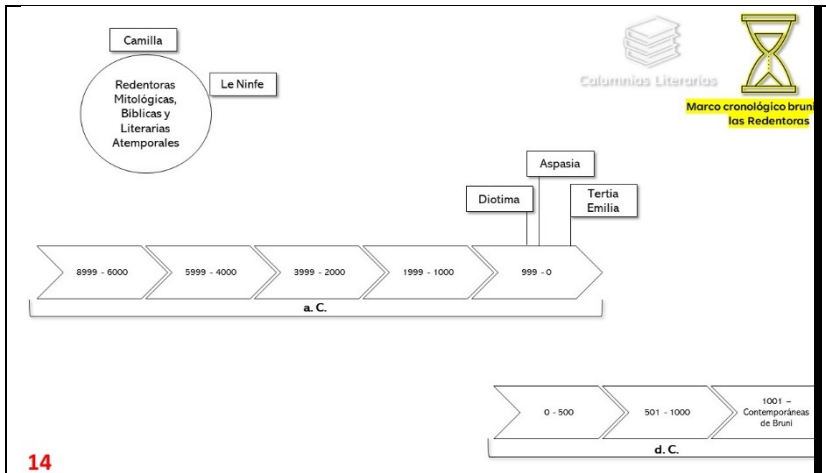 Camilla
Redentoras
Mitológicas,
Bíblicas y
Literarias
Atemporales
Le Ninfe
Calumnias Literarias
Marco cronológico bruni
las Redentoras
Aspasia
Diotima
Tertia
Emilia
8999 - 6000
5999 - 4000
3999 - 2000
1999 - 1000
999 - 0
a. C.
0 - 500
501 - 1000
1001 –
Contemporáneas
de Bruni
d. C.
14